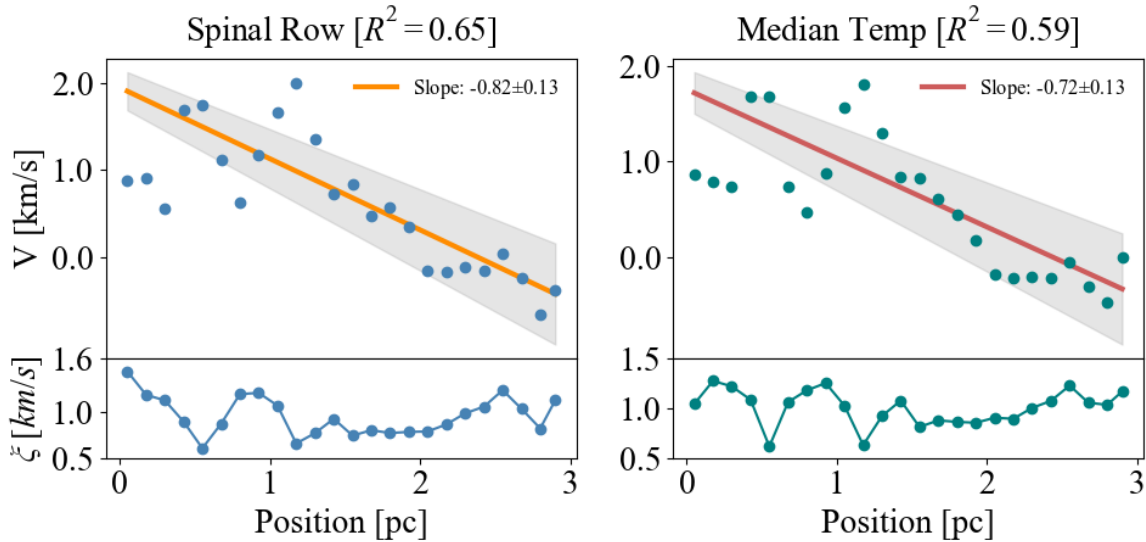 Spinal Row [R² = 0.65]
Slope: -0.82±0.13
V [km/s]
2.0
1.0
0.0
ξ [km/s]
1.6
1.0
0.5
0
1
2
3
Position [pc]
Median Temp [R² = 0.59]
Slope: -0.72±0.13
2.0
1.0
0.0
1.5
1.0
0.5
0
1
2
3
Position [pc]